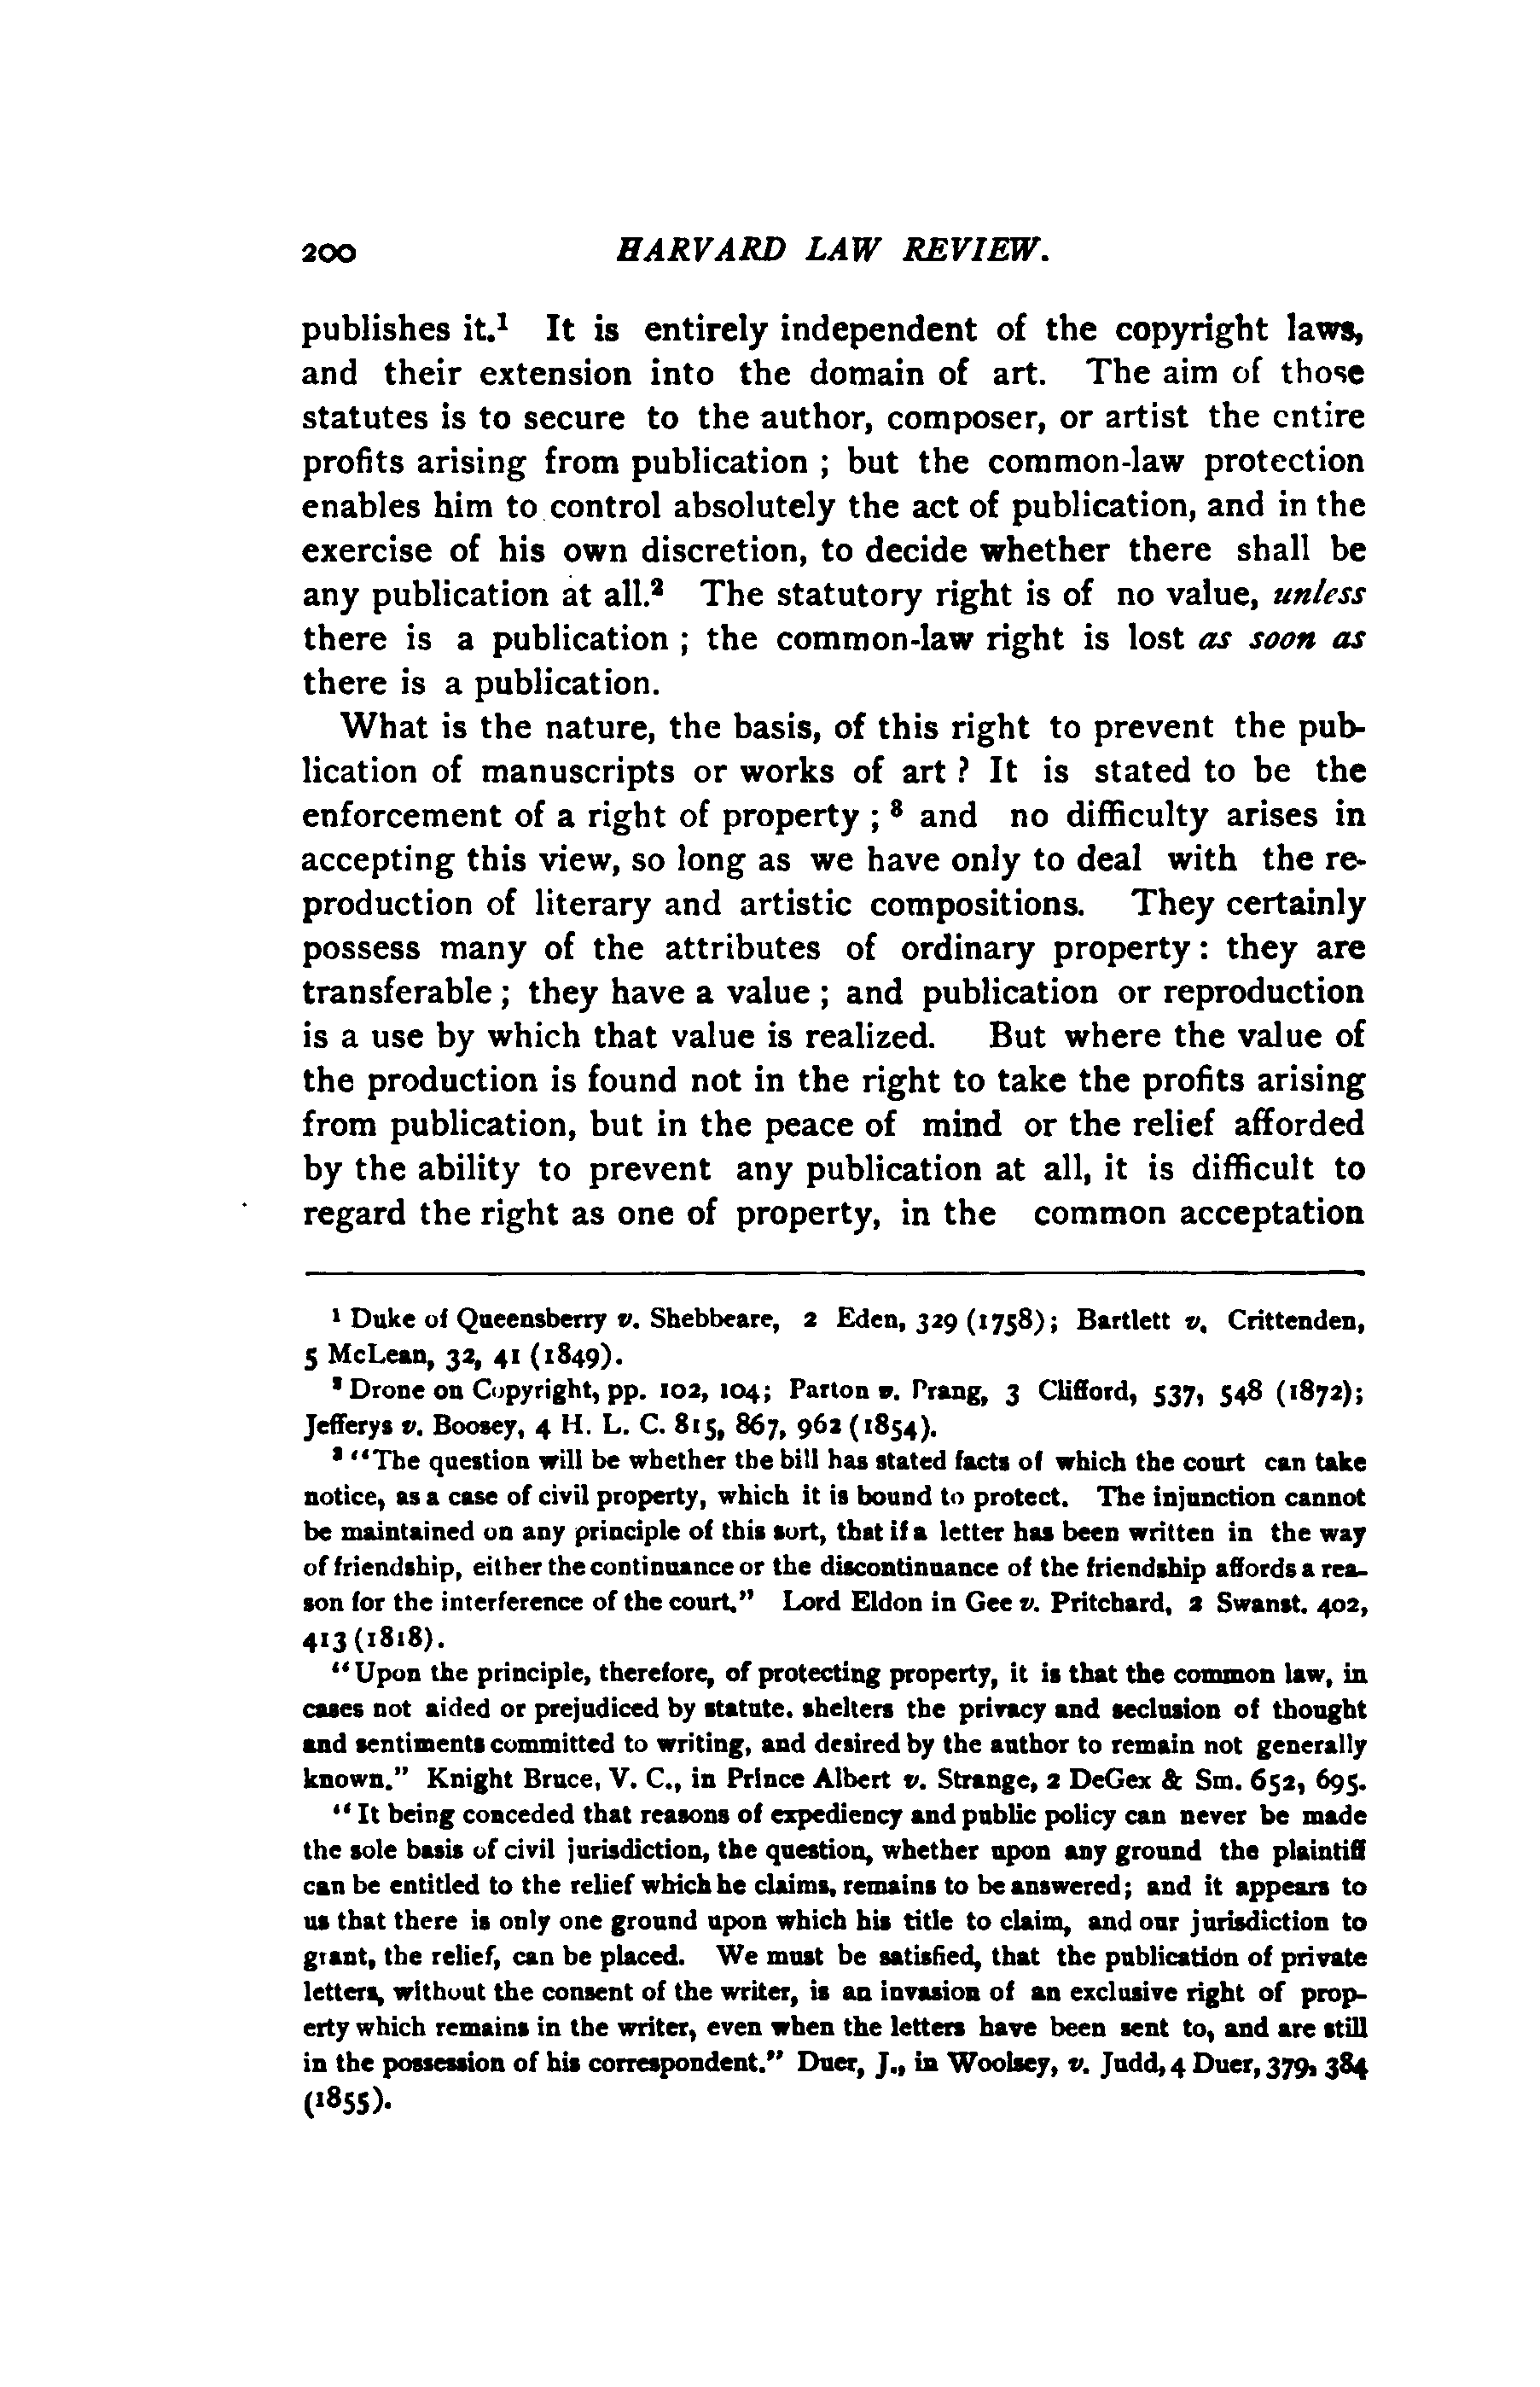 200 HARVARD LAW REVIEW.
publishes it.¹ It is entirely independent of the copyright laws,
and their extension into the domain of art. The aim of those
statutes is to secure to the author, composer, or artist the entire
profits arising from publication ; but the common-law protection
enables him to control absolutely the act of publication, and in the
exercise of his own discretion, to decide whether there shall be
any publication at all.² The statutory right is of no value, unless
there is a publication ; the common-law right is lost as soon as
there is a publication.
What is the nature, the basis, of this right to prevent the pub-
lication of manuscripts or works of art ? It is stated to be the
enforcement of a right of property ; ³ and no difficulty arises in
accepting this view, so long as we have only to deal with the re-
production of literary and artistic compositions. They certainly
possess many of the attributes of ordinary property : they are
transferable ; they have a value ; and publication or reproduction
is a use by which that value is realized. But where the value of
the production is found not in the right to take the profits arising
from publication, but in the peace of mind or the relief afforded
by the ability to prevent any publication at all, it is difficult to
regard the right as one of property, in the common acceptation
¹ Duke of Queensberry v. Shebbeare, 2 Eden, 329 (1758); Bartlett v. Crittenden,
5 McLean, 32, 41 (1849).
² Drone on Copyright, pp. 102, 104; Parton v. Prang, 3 Clifford, 537, 548 (1872);
Jefferys v. Boosey, 4 H. L. C. 815, 867, 962 (1854).
³ "The question will be whether the bill has stated facts of which the court can take
notice, as a case of civil property, which it is bound to protect. The injunction cannot
be maintained on any principle of this sort, that if a letter has been written in the way
of friendship, either the continuance or the discontinuance of the friendship affords a rea-
son for the interference of the court." Lord Eldon in Gee v. Pritchard, 2 Swanst. 402,
413 (1818).
"Upon the principle, therefore, of protecting property, it is that the common law, in
cases not aided or prejudiced by statute. shelters the privacy and seclusion of thought
and sentiments committed to writing, and desired by the author to remain not generally
known." Knight Bruce, V. C., in Prince Albert v. Strange, 2 DeGex & Sm. 652, 695.
"It being conceded that reasons of expediency and public policy can never be made
the sole basis of civil jurisdiction, the question, whether upon any ground the plaintiff
can be entitled to the relief which he claims, remains to be answered; and it appears to
us that there is only one ground upon which his title to claim, and our jurisdiction to
grant, the relief, can be placed. We must be satisfied, that the publication of private
letters, without the consent of the writer, is an invasion of an exclusive right of prop-
erty which remains in the writer, even when the letters have been sent to, and are still
in the possession of his correspondent." Duer, J., in Woolsey, v. Judd, 4 Duer, 379, 384
(1855).